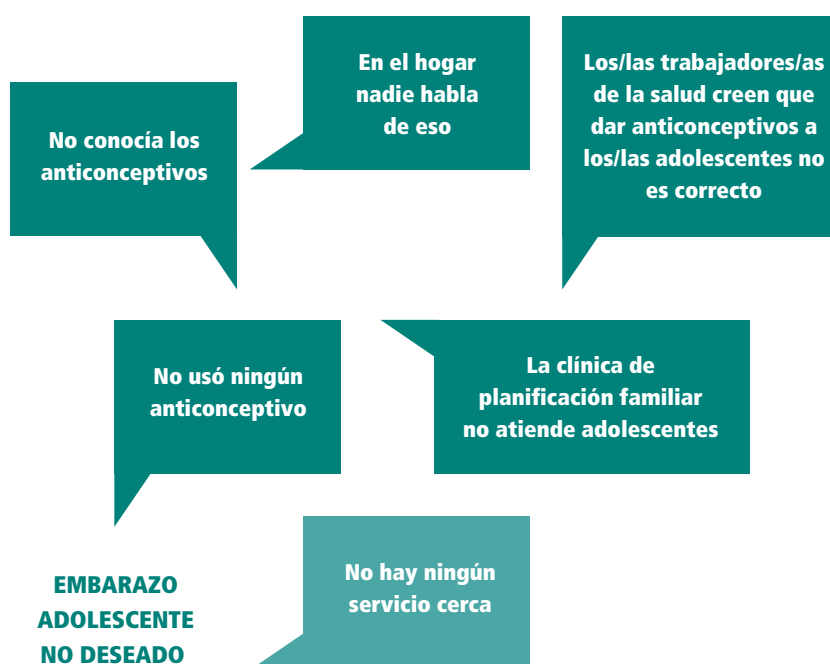 En el hogar
nadie habla
de eso
Los/las trabajadores/as
de la salud creen que
dar anticonceptivos a
los/las adolescentes no
es correcto
No conocía los
anticonceptivos
No usó ningún
anticonceptivo
La clínica de
planificación familiar
no atiende adolescentes
No hay ningún
servicio cerca
EMBARAZO
ADOLESCENTE
NO DESEADO